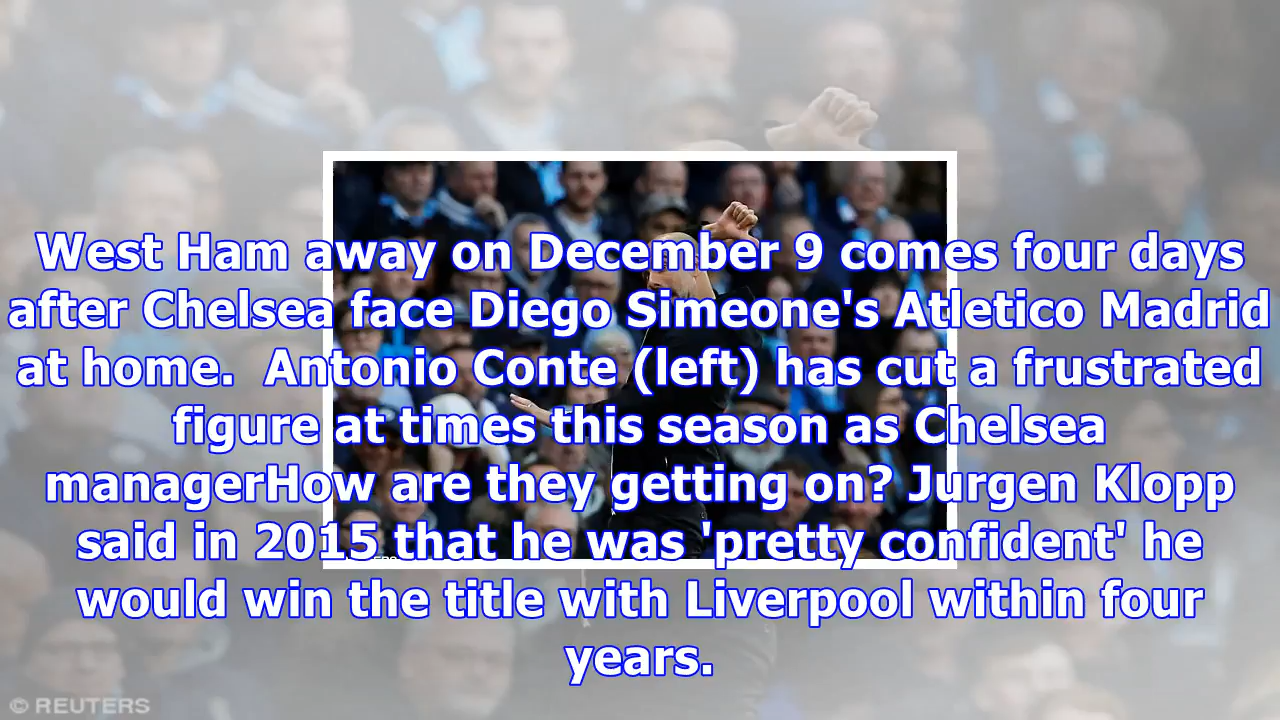 West Ham away on December 9 comes four days
after Chelsea face Diego Simeone's Atletico Madrid
at home.  Antonio Conte (left) has cut a frustrated
figure at times this season as Chelsea
managerHow are they getting on? Jurgen Klopp
said in 2015 that he was 'pretty confident' he
would win the title with Liverpool within four
years.
© REUTERS